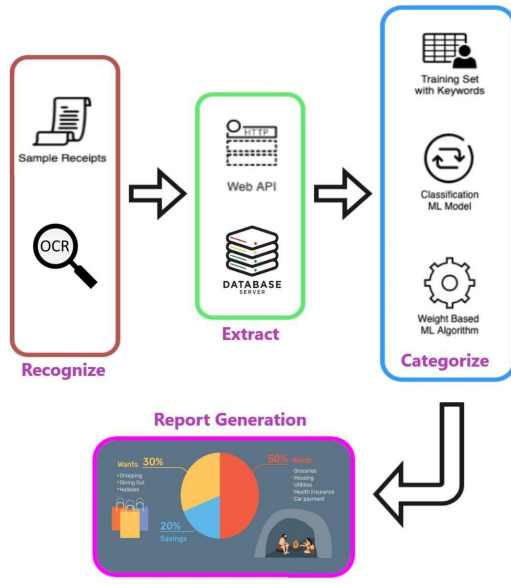 Sample Receipts
OCR
Recognize
HTTP
Web API
DATABASE
SERVER
Extract
Training Set
with Keywords
Classification
ML Model
Weight Based
ML Algorithm
Categorize
Report Generation
Wants 30%
•Shopping
•Dining Out
•Hobbies
50% Needs
•Groceries
•Housing
•Utilities
•Health Insurance
•Car payment
20%
Savings